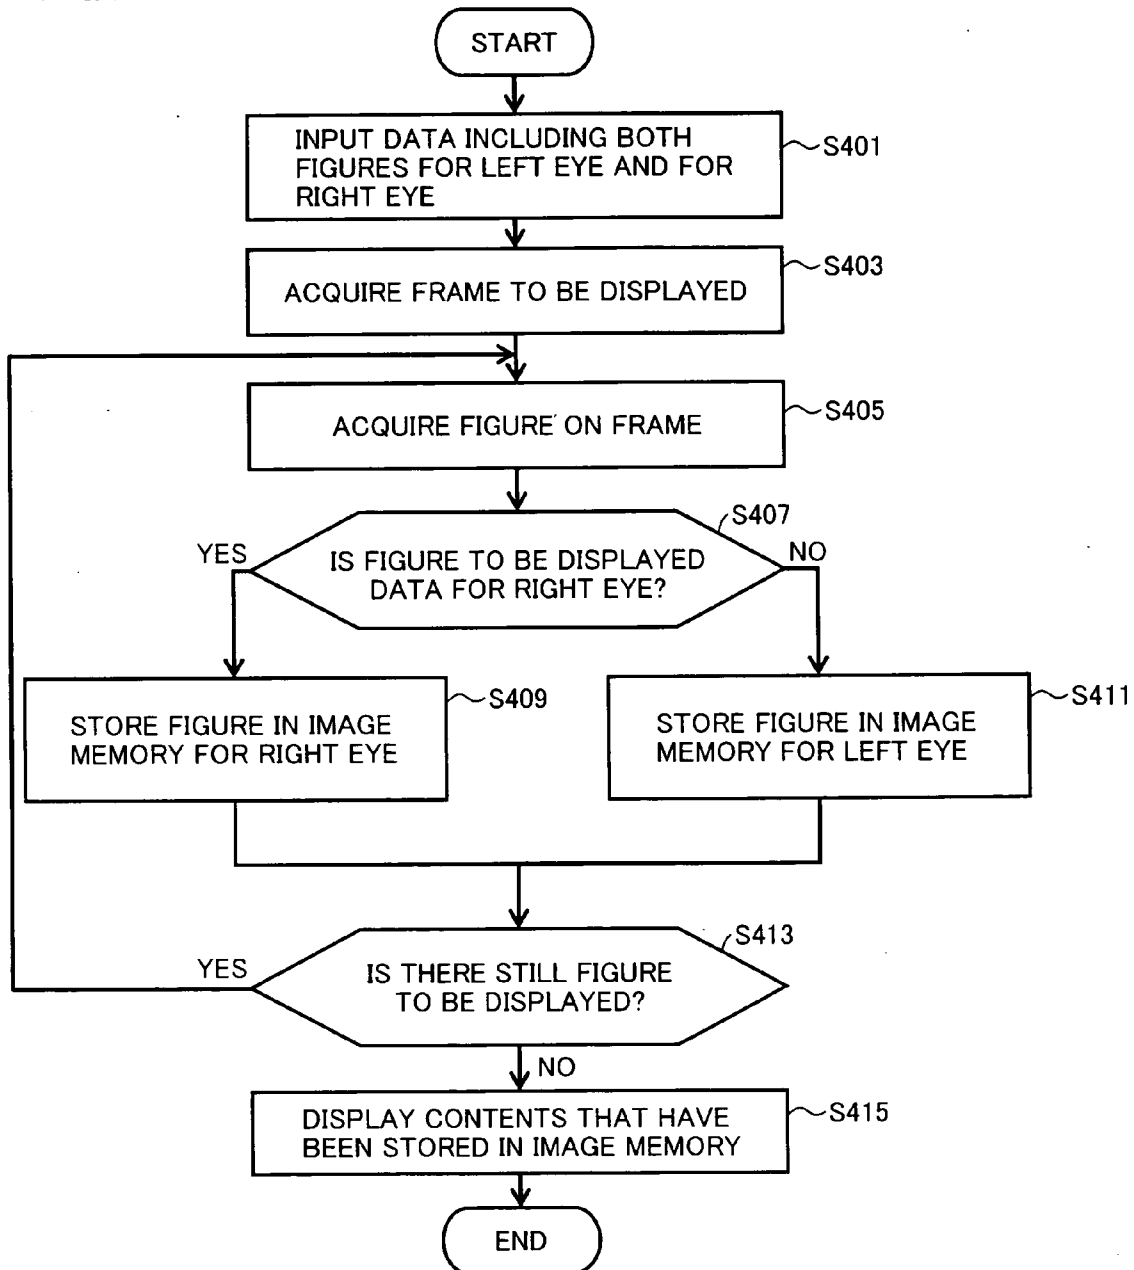 START
INPUT DATA INCLUDING BOTH
FIGURES FOR LEFT EYE AND FOR
RIGHT EYE
S401
ACQUIRE FRAME TO BE DISPLAYED
S403
ACQUIRE FIGURE ON FRAME
S405
S407
YES
IS FIGURE TO BE DISPLAYED
DATA FOR RIGHT EYE?
NO
STORE FIGURE IN IMAGE
MEMORY FOR RIGHT EYE
S409
STORE FIGURE IN IMAGE
MEMORY FOR LEFT EYE
S411
S413
YES
IS THERE STILL FIGURE
TO BE DISPLAYED?
NO
DISPLAY CONTENTS THAT HAVE
BEEN STORED IN IMAGE MEMORY
S415
END